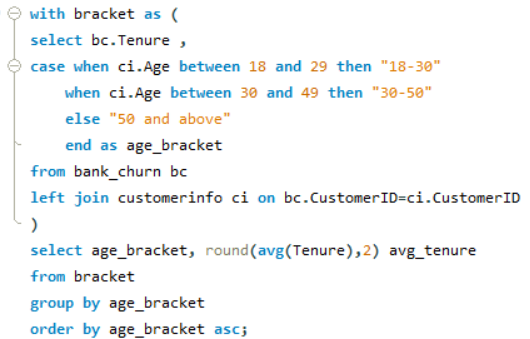 with bracket as (
select bc.Tenure ,
case when ci.Age between 18 and 29 then "18-30"
when ci.Age between 30 and 49 then "30-50"
else "50 and above"
end as age_bracket
from bank_churn bc
left join customerinfo ci on bc.CustomerID=ci.CustomerID
)
select age_bracket, round(avg(Tenure),2) avg_tenure
from bracket
group by age_bracket
order by age_bracket asc;